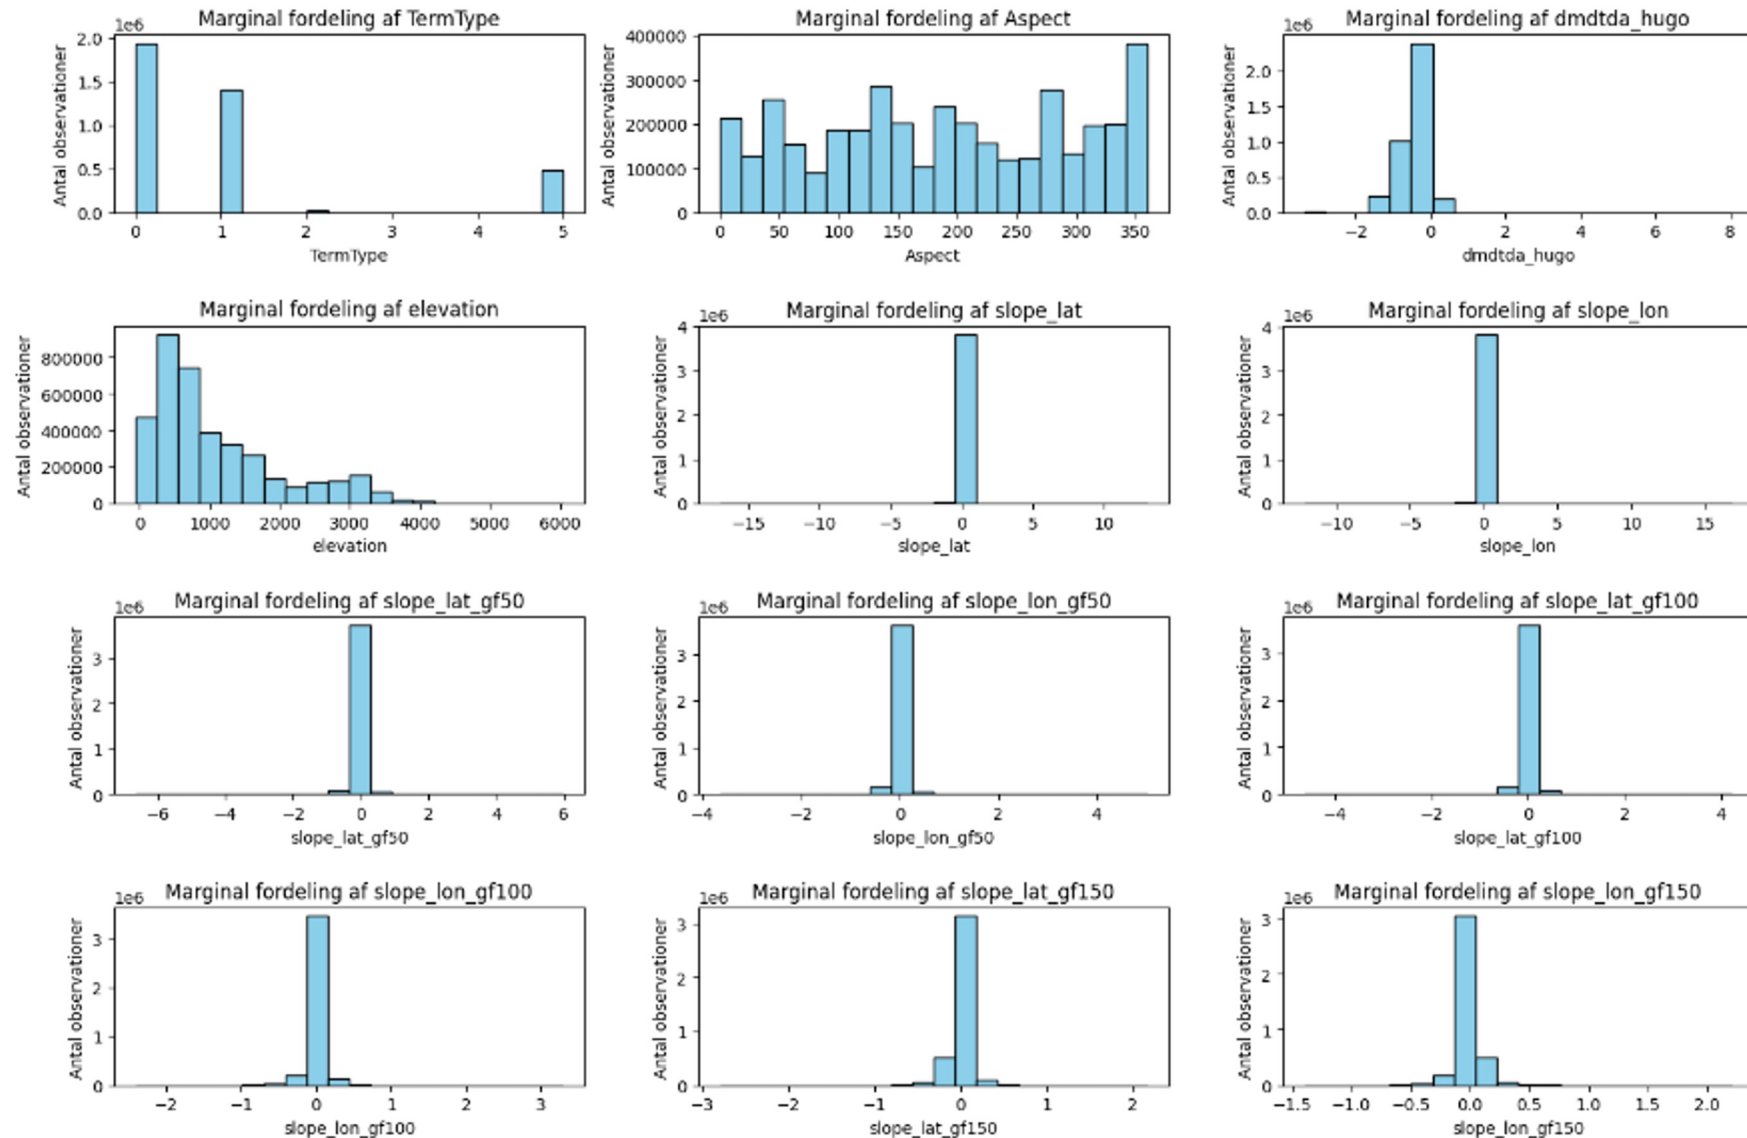 Marginal fordeling af TermType
1e6
Antal observationer
2.0
1.5
1.0
0.5
0.0
0 1 2 3 4 5
TermType
Marginal fordeling af Aspect
Antal observationer
400000
300000
200000
100000
0
0 50 100 150 200 250 300 350
Aspect
Marginal fordeling af dmdtda_hugo
1e6
Antal observationer
2.0
1.5
1.0
0.5
0.0
−2 0 2 4 6 8
dmdtda_hugo
Marginal fordeling af elevation
Antal observationer
800000
600000
400000
200000
0
0 1000 2000 3000 4000 5000 6000
elevation
Marginal fordeling af slope_lat
1e6
Antal observationer
4
3
2
1
0
−15 −10 −5 0 5 10
slope_lat
Marginal fordeling af slope_lon
1e6
Antal observationer
4
3
2
1
0
−10 −5 0 5 10 15
slope_lon
Marginal fordeling af slope_lat_gf50
1e6
Antal observationer
3
2
1
0
−6 −4 −2 0 2 4 6
slope_lat_gf50
Marginal fordeling af slope_lon_gf50
1e6
Antal observationer
3
2
1
0
−4 −2 0 2 4
slope_lon_gf50
Marginal fordeling af slope_lat_gf100
1e6
Antal observationer
3
2
1
0
−4 −2 0 2 4
slope_lat_gf100
Marginal fordeling af slope_lon_gf100
1e6
Antal observationer
3
2
1
0
−2 −1 0 1 2 3
slope_lon_gf100
Marginal fordeling af slope_lat_gf150
1e6
Antal observationer
3
2
1
0
−3 −2 −1 0 1 2
slope_lat_gf150
Marginal fordeling af slope_lon_gf150
1e6
Antal observationer
3
2
1
0
−1.5 −1.0 −0.5 0.0 0.5 1.0 1.5 2.0
slope_lon_gf150